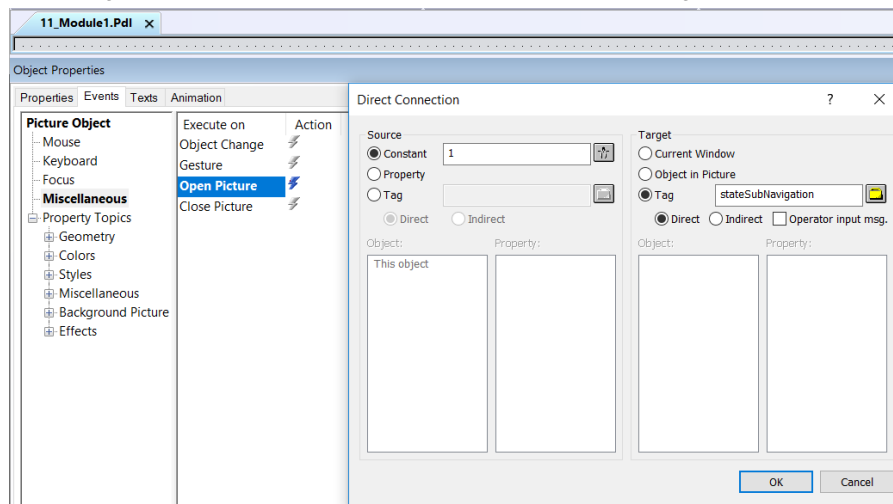 11_Module1.Pdl x
Object Properties
Properties Events Texts Animation
Picture Object
Mouse
Keyboard
Focus
Miscellaneous
Property Topics
Geometry
Colors
Styles
Miscellaneous
Background Picture
Effects
Execute on Action
Object Change
Gesture
Open Picture
Close Picture
Direct Connection ? X
Source
Constant 1
Property
Tag
Direct Indirect
Object: Property:
This object
Target
Current Window
Object in Picture
Tag stateSubNavigation
Direct Indirect Operator input msg.
Object: Property:
OK Cancel